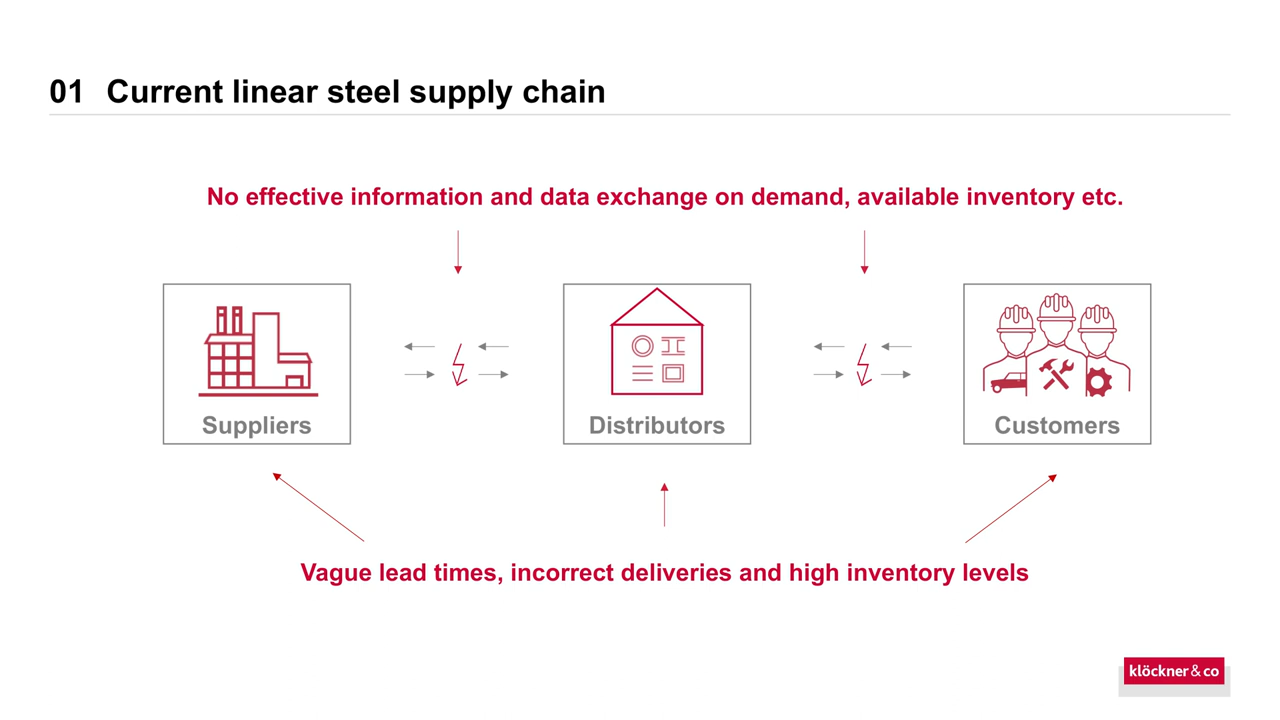 01 Current linear steel supply chain
No effective information and data exchange on demand, available inventory etc.
Suppliers
Distributors
Customers
Vague lead times, incorrect deliveries and high inventory levels
klöckner & co